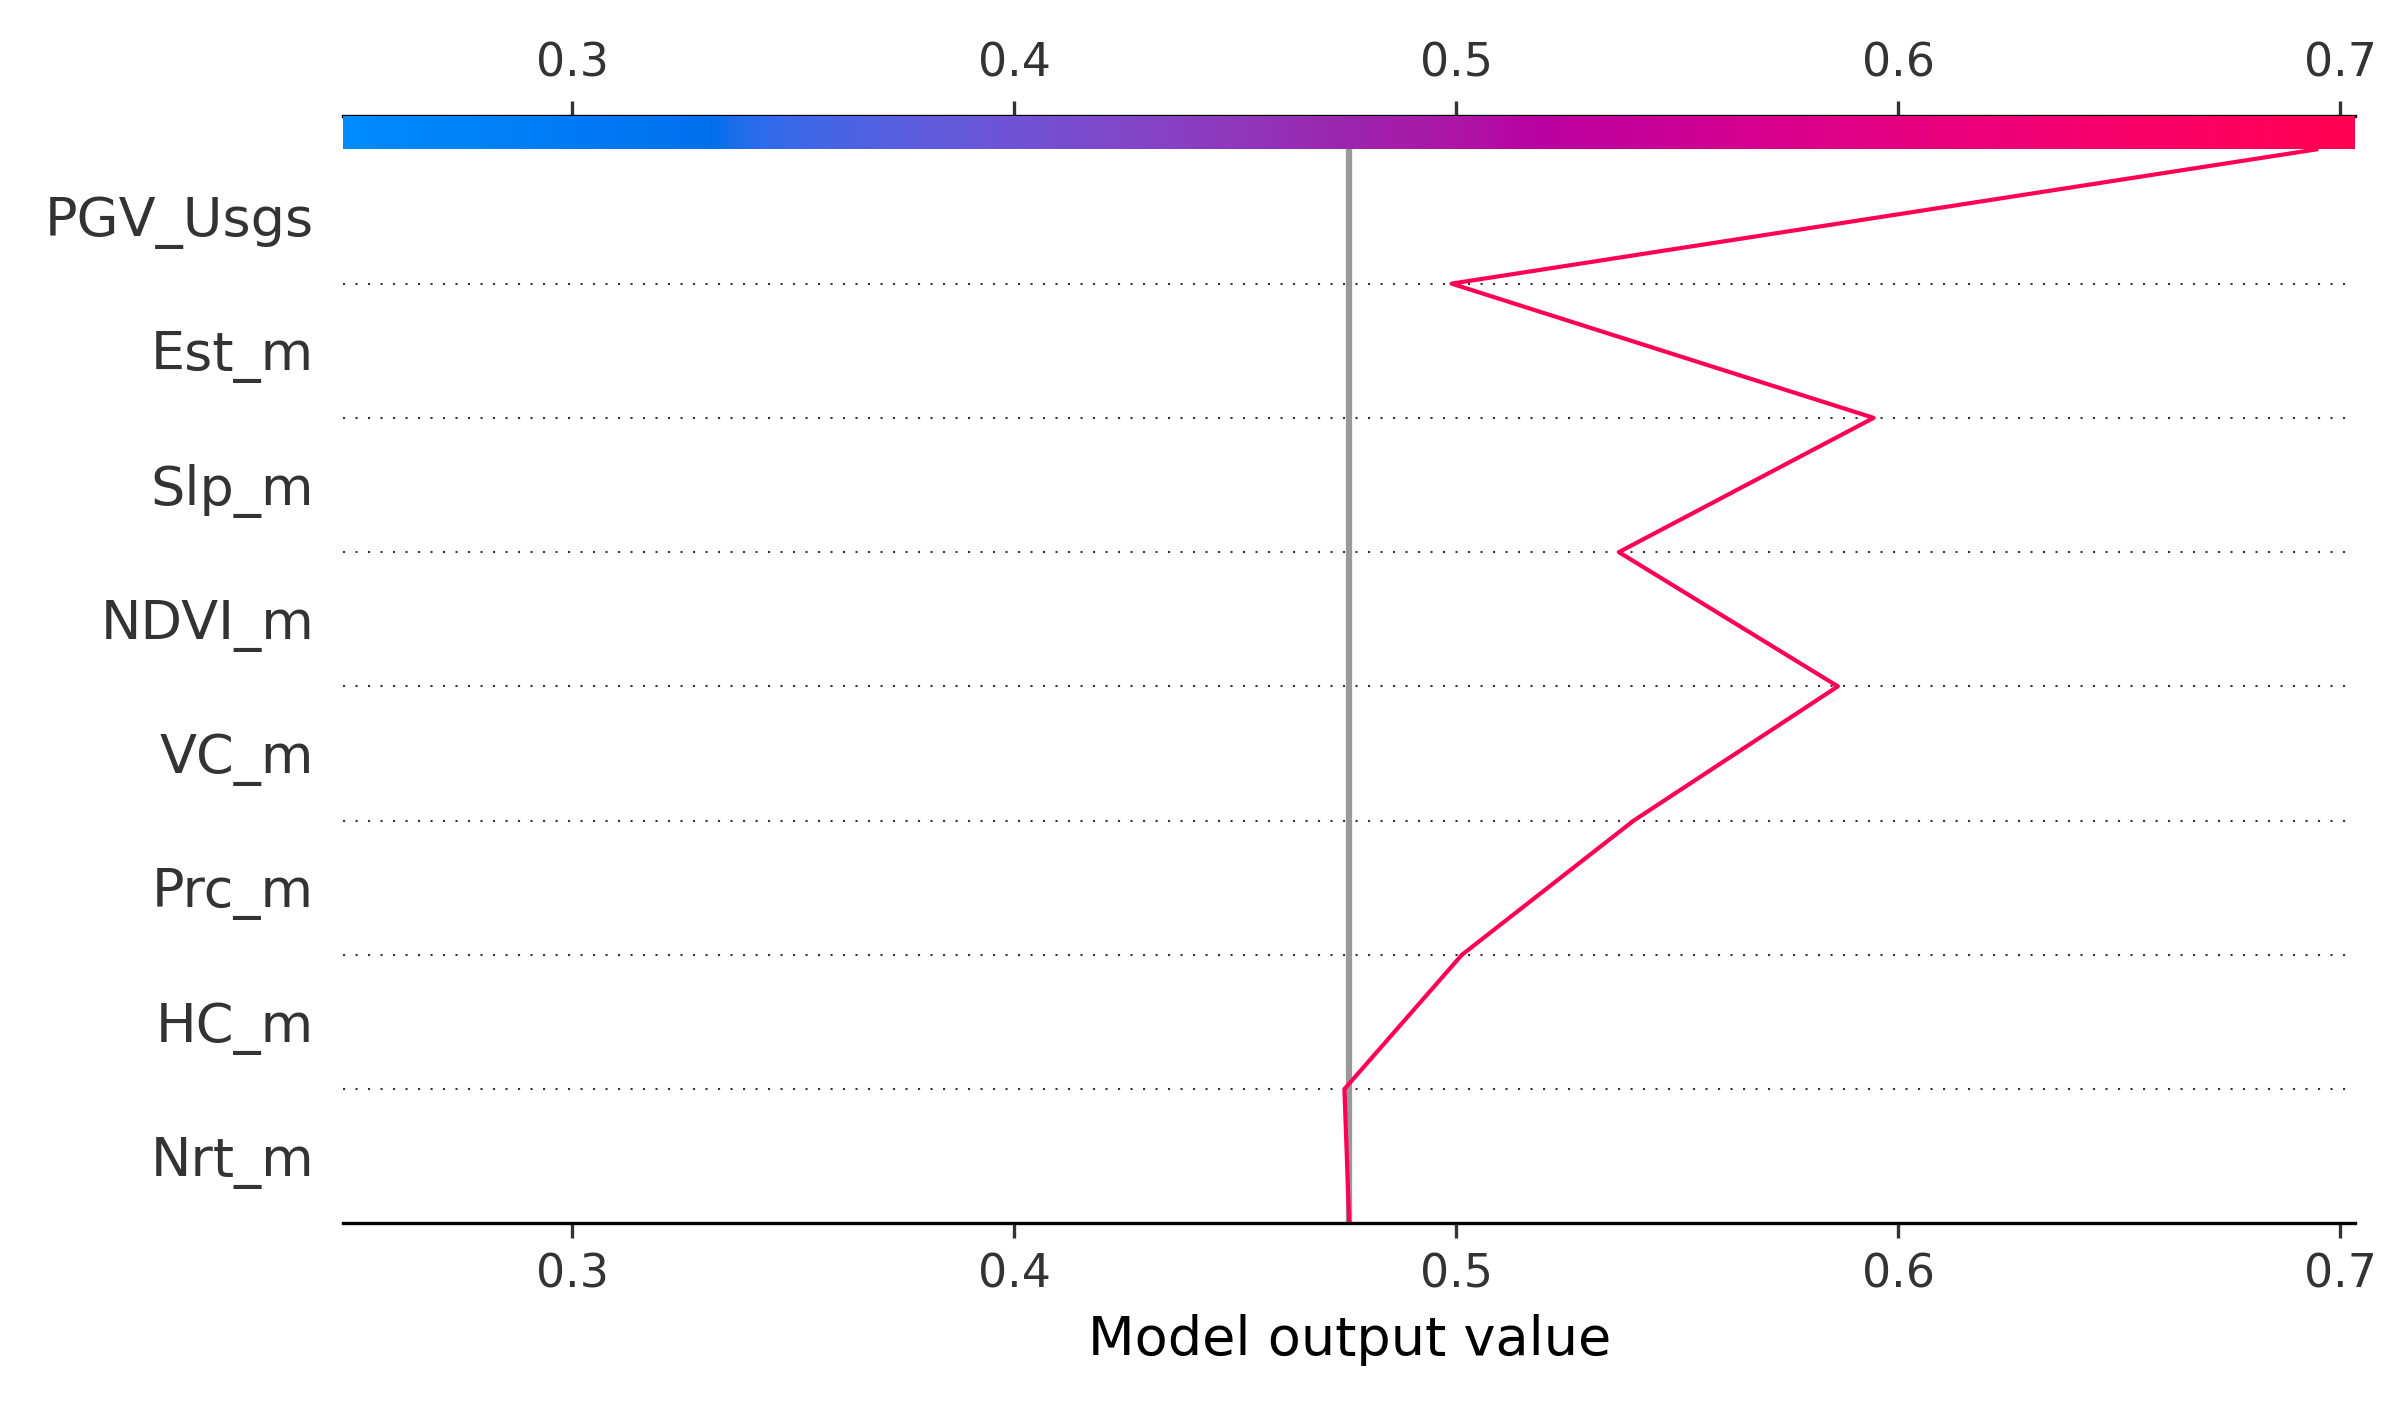 0.3 0.4 0.5 0.6 0.7
PGV_Usgs
Est_m
Slp_m
NDVI_m
VC_m
Prc_m
HC_m
Nrt_m
0.3 0.4 0.5 0.6 0.7
Model output value